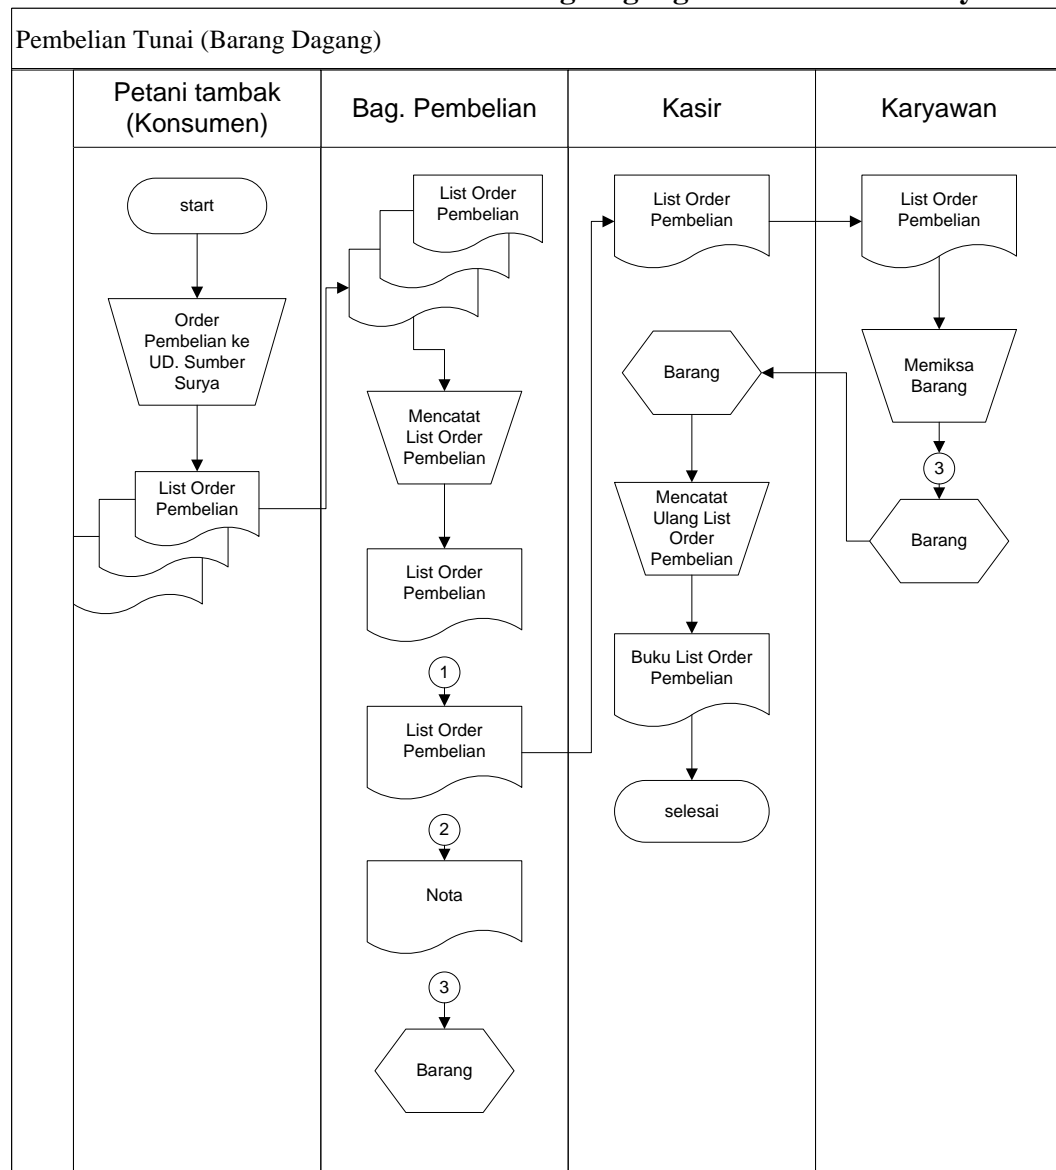 Pembelian Tunai (Barang Dagang)
Petani tambak
(Konsumen)
Bag. Pembelian
Kasir
Karyawan
start
Order
Pembelian ke
UD. Sumber
Surya
List Order
Pembelian
List Order
Pembelian
Mencatat
List Order
Pembelian
List Order
Pembelian
1
List Order
Pembelian
2
Nota
3
Barang
List Order
Pembelian
Barang
Mencatat
Ulang List
Order
Pembelian
Buku List Order
Pembelian
selesai
List Order
Pembelian
Memiksa
Barang
3
Barang